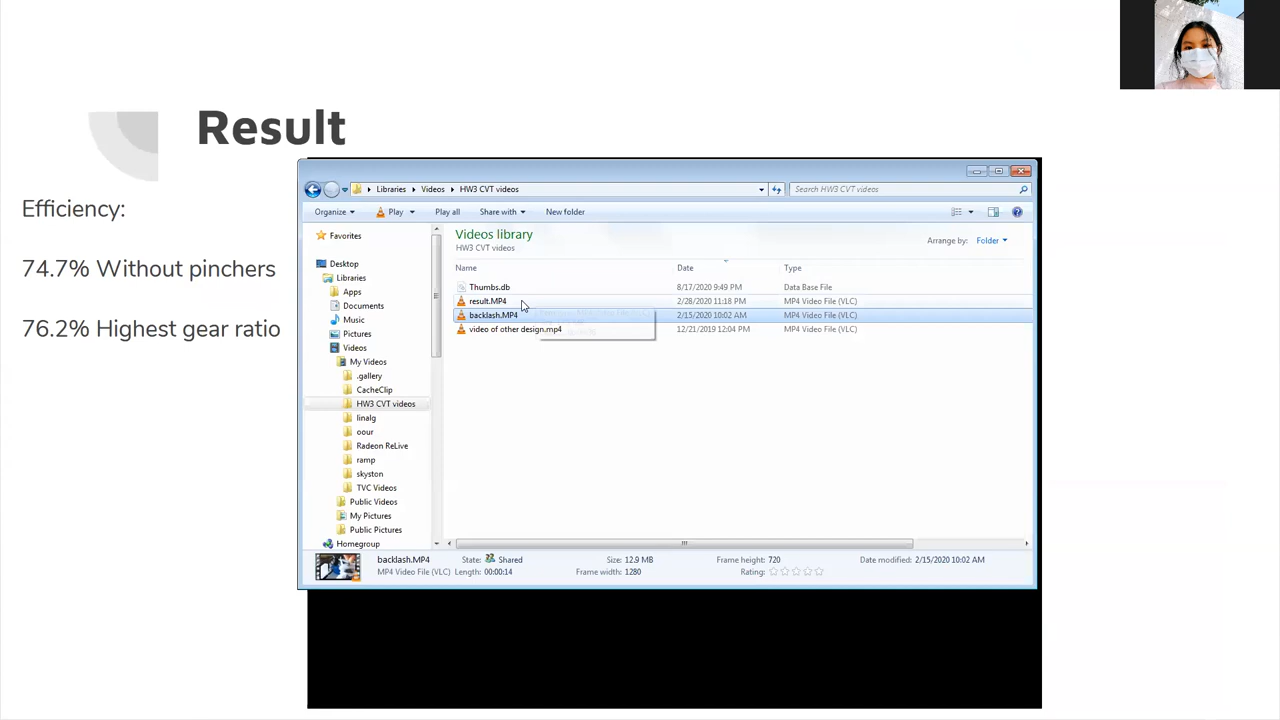 Result
Efficiency:
74.7% Without pinchers
76.2% Highest gear ratio
Libraries Videos HW3 CVT videos
Search HW3 CVT videos
Organize Play Play all Share with New folder
Favorites
Desktop
Libraries
Apps
Documents
Music
Pictures
Videos
My Videos
.gallery
CacheClip
HW3 CVT videos
linalg
oour
Radeon ReLive
ramp
skyston
TVC Videos
Public Videos
My Pictures
Public Pictures
Homegroup
Videos library
HW3 CVT videos
Arrange by: Folder
Name Date Type
Thumbs.db 8/17/2020 9:49 PM Data Base File
result.MP4 2/28/2020 11:18 PM MP4 Video File (VLC)
backlash.MP4 2/15/2020 10:02 AM MP4 Video File (VLC)
video of other design.mp4 12/21/2019 12:04 PM MP4 Video File (VLC)
backlash.MP4 State: Shared Size: 12.9 MB Frame height: 720 Date modified: 2/15/2020 10:02 AM
MP4 Video File (VLC) Length: 00:00:14 Frame width: 1280 Rating: